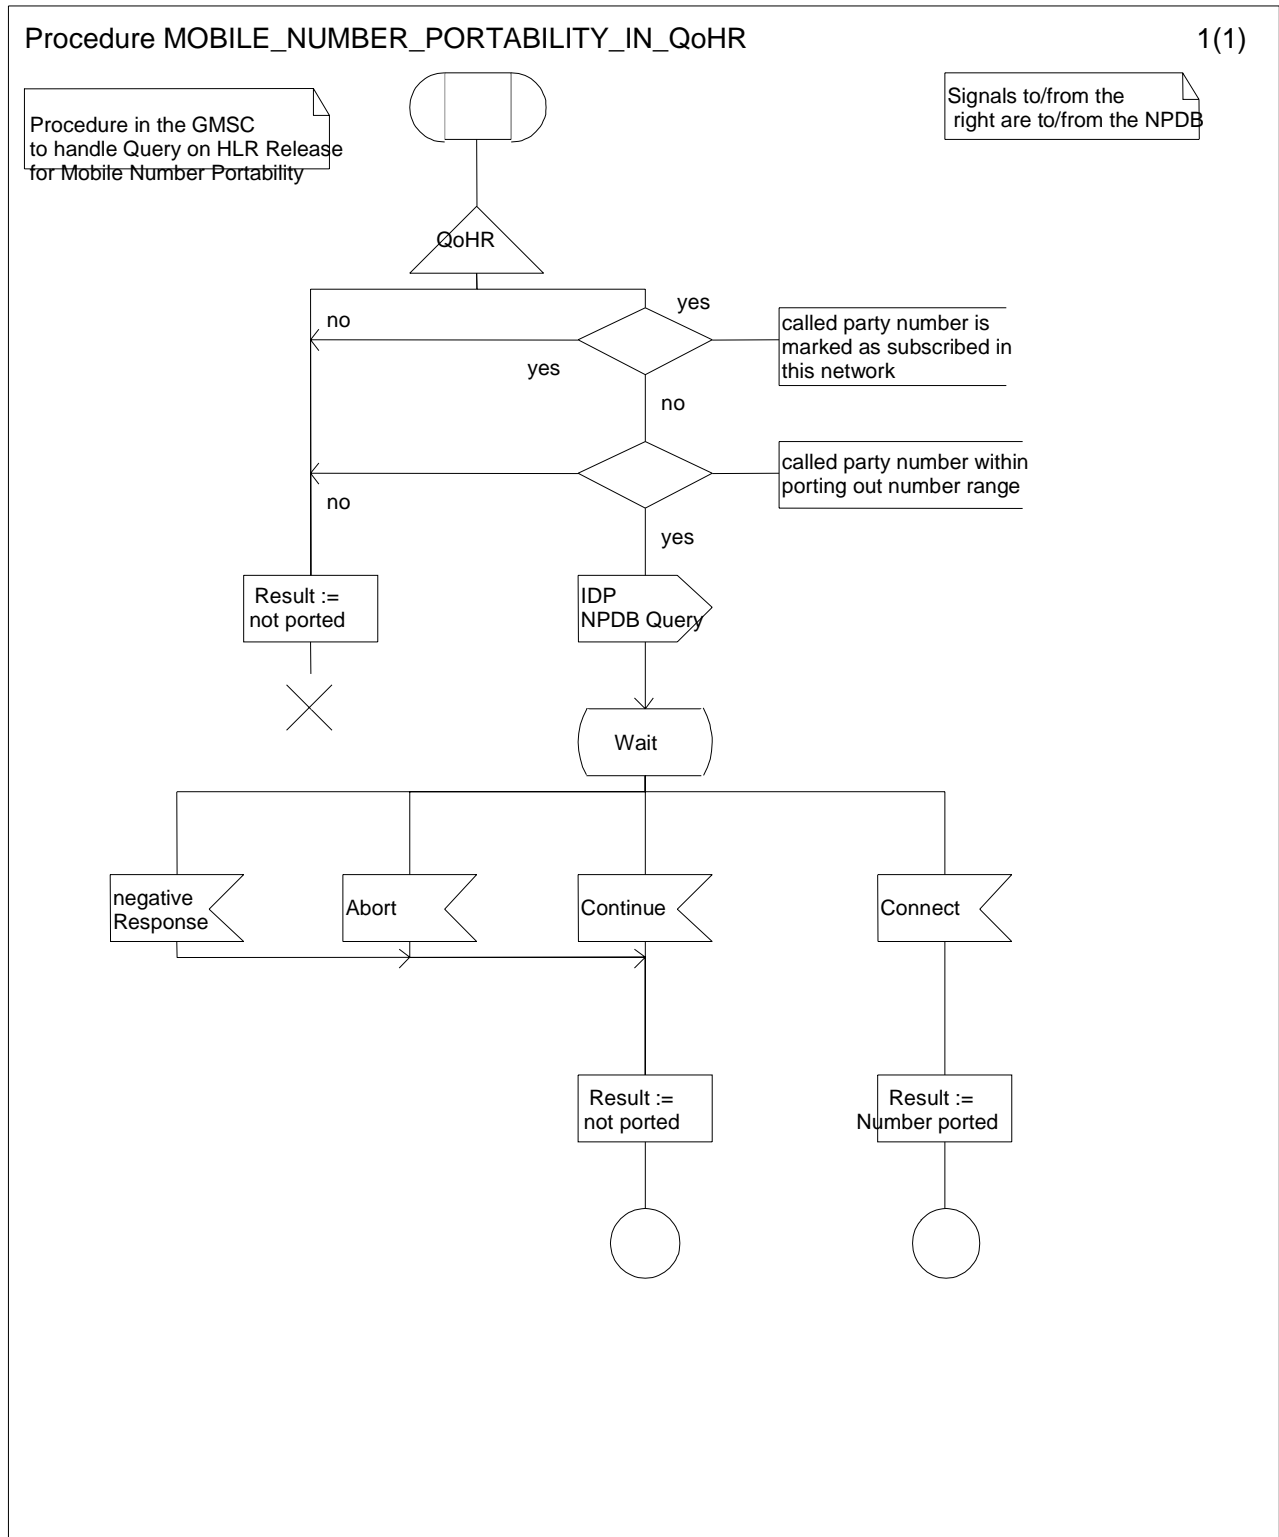 Procedure MOBILE_NUMBER_PORTABILITY_IN_QoHR
1(1)
Procedure in the GMSC
to handle Query on HLR Release
for Mobile Number Portability
Signals to/from the
right are to/from the NPDB
QoHR
yes
no
called party number is
marked as subscribed in
this network
yes
no
called party number within
porting out number range
no
yes
Result :=
not ported
IDP
NPDB Query
Wait
negative
Response
Abort
Continue
Connect
Result :=
not ported
Result :=
Number ported